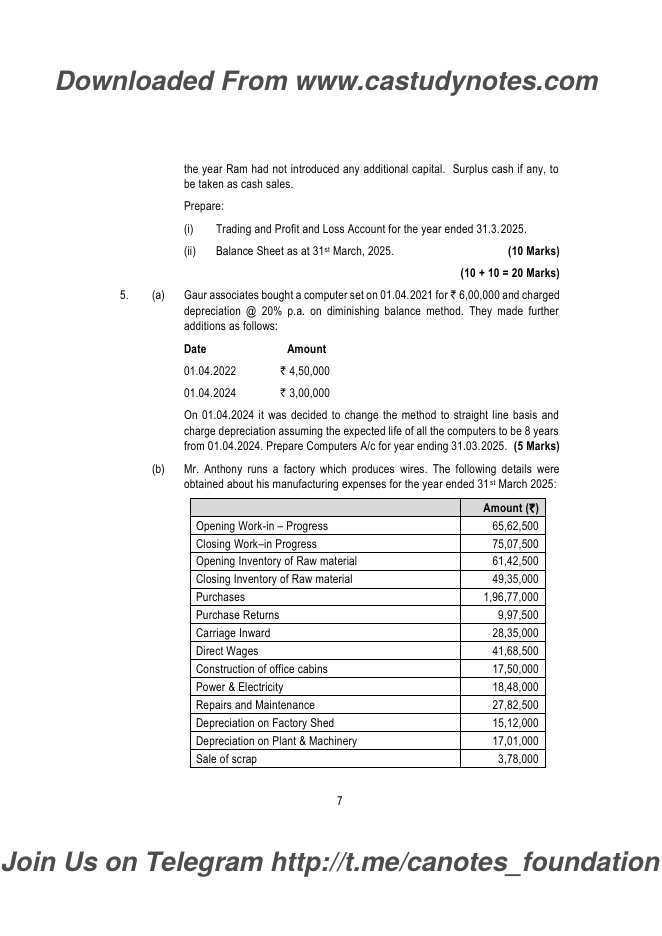 Downloaded From www.castudynotes.com
the year Ram had not introduced any additional capital. Surplus cash if any, to
be taken as cash sales.
Prepare:
(i) Trading and Profit and Loss Account for the year ended 31.3.2025.
(ii) Balance Sheet as at 31st March, 2025. (10 Marks)
(10 + 10 = 20 Marks)
5. (a) Gaur associates bought a computer set on 01.04.2021 for ₹ 6,00,000 and charged
depreciation @ 20% p.a. on diminishing balance method. They made further
additions as follows:
Date Amount
01.04.2022 ₹ 4,50,000
01.04.2024 ₹ 3,00,000
On 01.04.2024 it was decided to change the method to straight line basis and
charge depreciation assuming the expected life of all the computers to be 8 years
from 01.04.2024. Prepare Computers A/c for year ending 31.03.2025. (5 Marks)
(b) Mr. Anthony runs a factory which produces wires. The following details were
obtained about his manufacturing expenses for the year ended 31st March 2025:
Amount (₹)
Opening Work-in – Progress 65,62,500
Closing Work–in Progress 75,07,500
Opening Inventory of Raw material 61,42,500
Closing Inventory of Raw material 49,35,000
Purchases 1,96,77,000
Purchase Returns 9,97,500
Carriage Inward 28,35,000
Direct Wages 41,68,500
Construction of office cabins 17,50,000
Power & Electricity 18,48,000
Repairs and Maintenance 27,82,500
Depreciation on Factory Shed 15,12,000
Depreciation on Plant & Machinery 17,01,000
Sale of scrap 3,78,000
7
Join Us on Telegram http://t.me/canotes_foundation